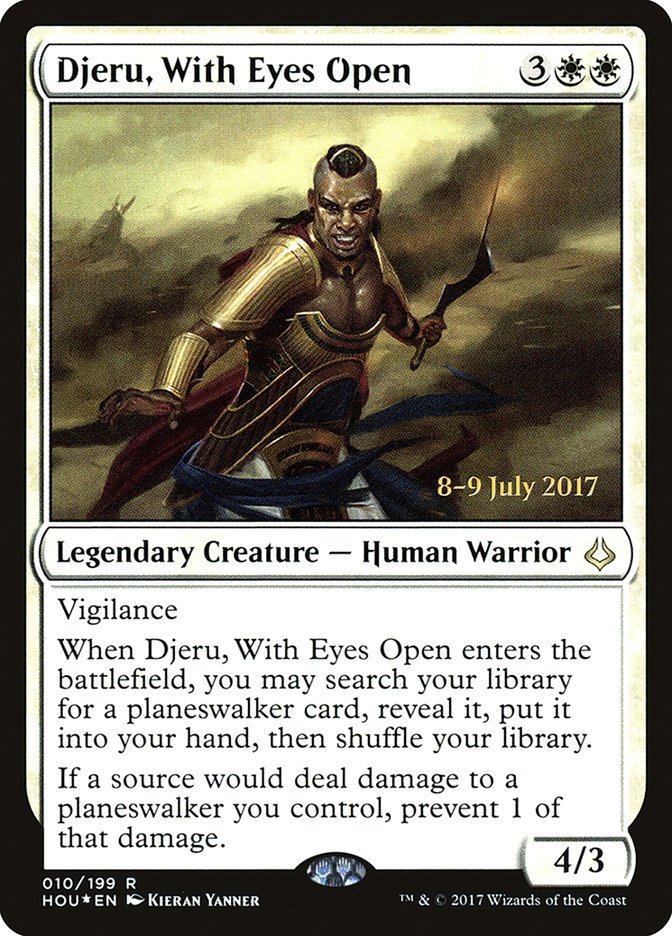 Djeru, With Eyes Open 3
8–9 July 2017
Legendary Creature — Human Warrior
Vigilance
When Djeru, With Eyes Open enters the
battlefield, you may search your library
for a planeswalker card, reveal it, put it
into your hand, then shuffle your library.
If a source would deal damage to a
planeswalker you control, prevent 1 of
that damage.
4/3
010/199 R
HOU★EN Kieran Yanner
™ & © 2017 Wizards of the Coast